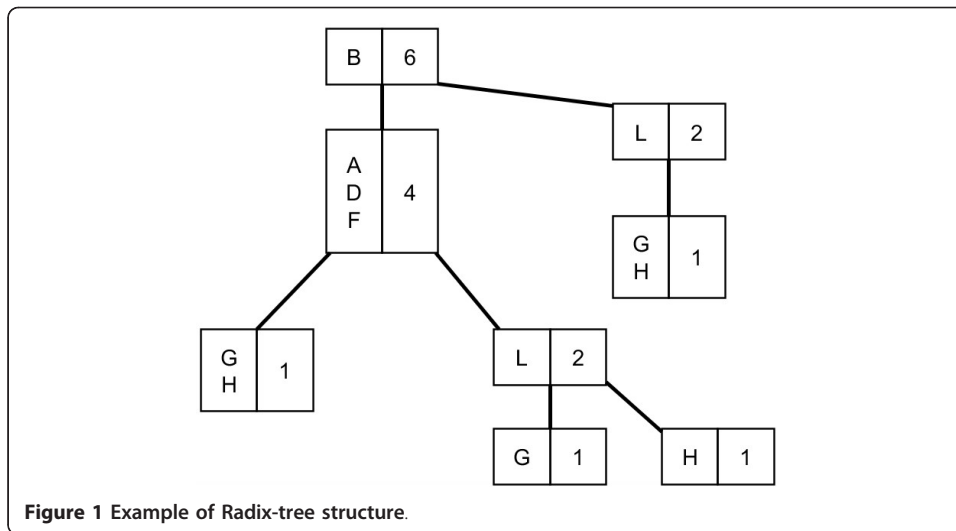 B 6
L 2
A
D 4
F
G
H 1
G
H 1
L 2
G 1
H 1
Figure 1 Example of Radix-tree structure.